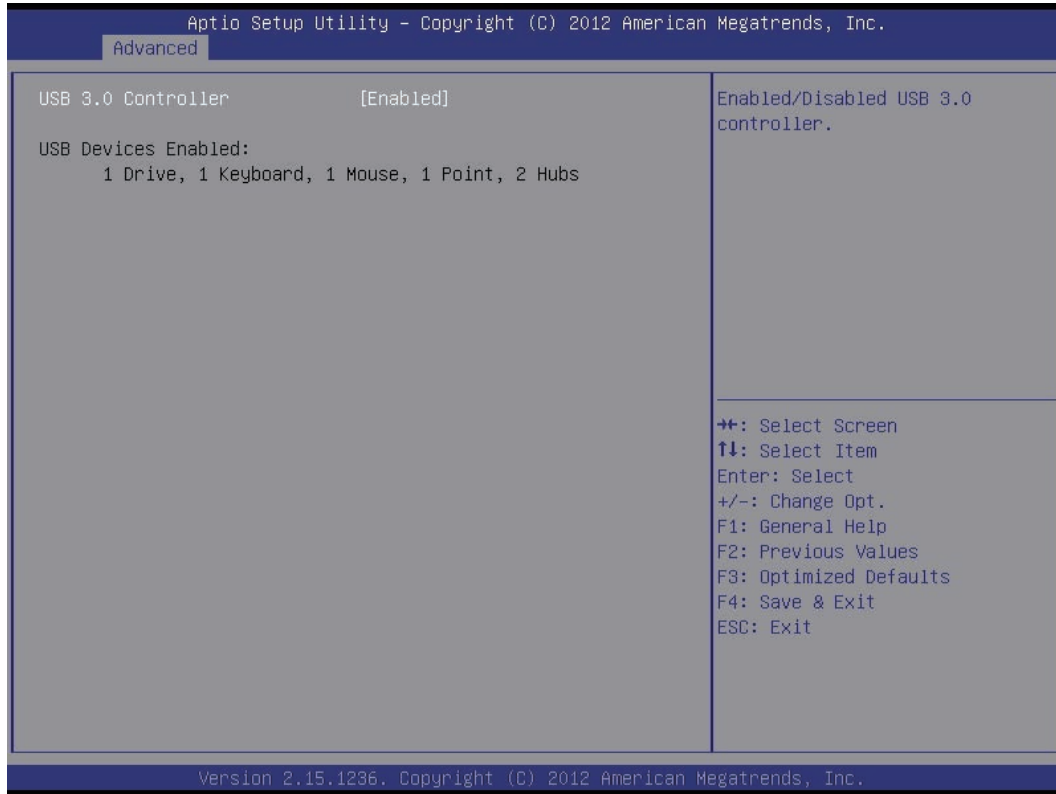 Aptio Setup Utility – Copyright (C) 2012 American Megatrends, Inc.
Advanced
USB 3.0 Controller [Enabled]
USB Devices Enabled:
1 Drive, 1 Keyboard, 1 Mouse, 1 Point, 2 Hubs
Enabled/Disabled USB 3.0
controller.
→←: Select Screen
↑↓: Select Item
Enter: Select
+/-: Change Opt.
F1: General Help
F2: Previous Values
F3: Optimized Defaults
F4: Save & Exit
ESC: Exit
Version 2.15.1236. Copyright (C) 2012 American Megatrends, Inc.